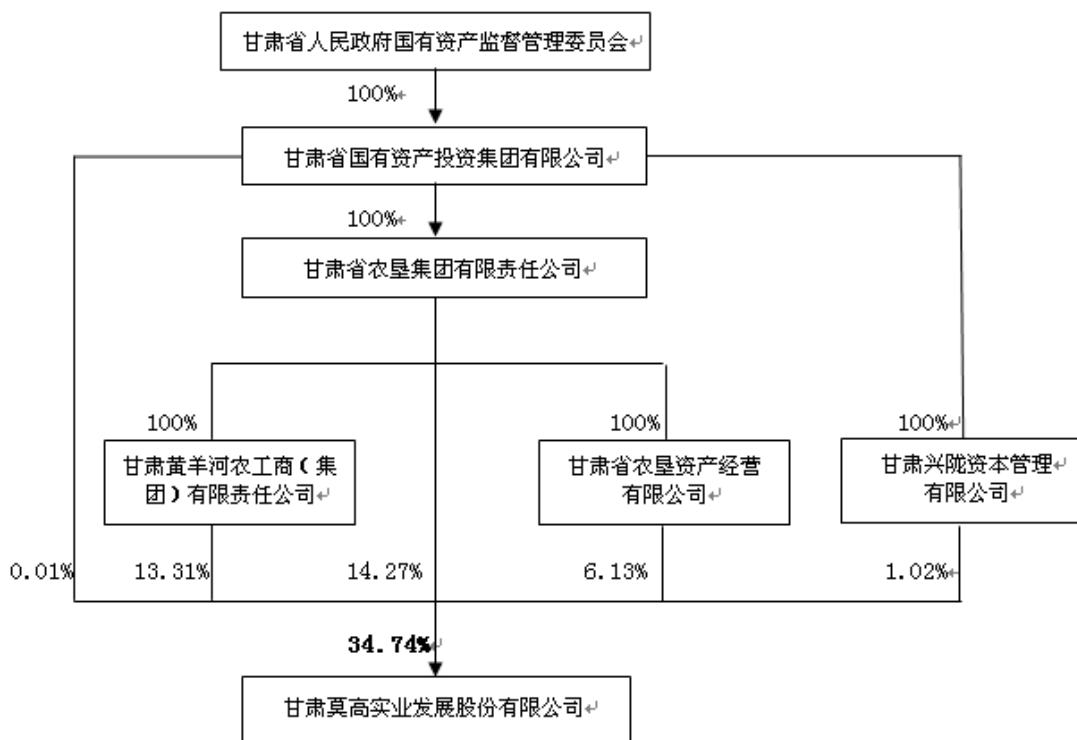 甘肃省人民政府国有资产监督管理委员会↵
100%↵
甘肃省国有资产投资集团有限公司↵
100%↵
甘肃省农垦集团有限责任公司↵
100%
100%
100%↵
甘肃黄羊河农工商（集
团）有限责任公司↵
甘肃省农垦资产经营
有限公司↵
甘肃兴陇资本管理
有限公司↵
0.01%
13.31%
14.27%
6.13%
1.02%↵
34.74%↵
甘肃莫高实业发展股份有限公司↵